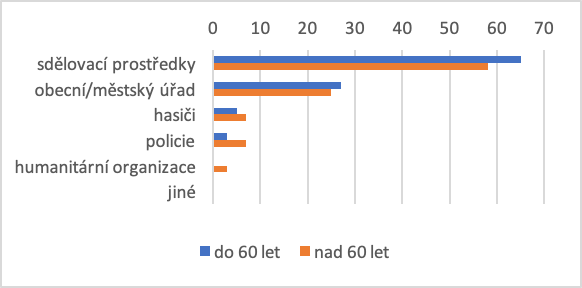 0 10 20 30 40 50 60 70
sdělovací prostředky
obecní/městský úřad
hasiči
policie
humanitární organizace
jiné
do 60 let nad 60 let